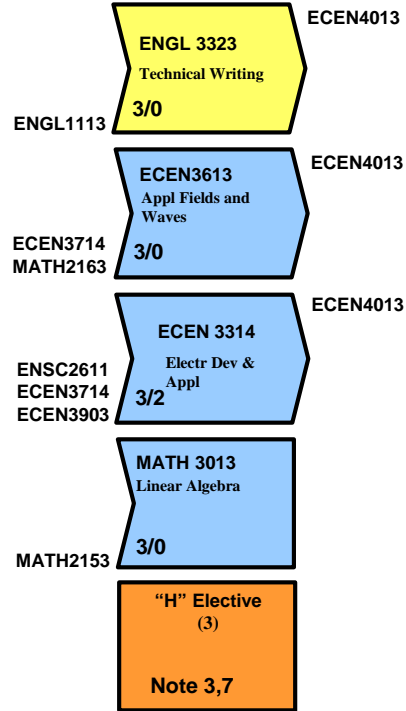 ECEN4013
ENGL 3323
Technical Writing
3/0
ENGL1113
ECEN4013
ECEN3613
Appl Fields and
Waves
ECEN3714
MATH2163
3/0
ECEN4013
ECEN 3314
Electr Dev &
Appl
ENSC2611
ECEN3714
ECEN3903
3/2
MATH 3013
Linear Algebra
3/0
MATH2153
“H” Elective
(3)
Note 3,7